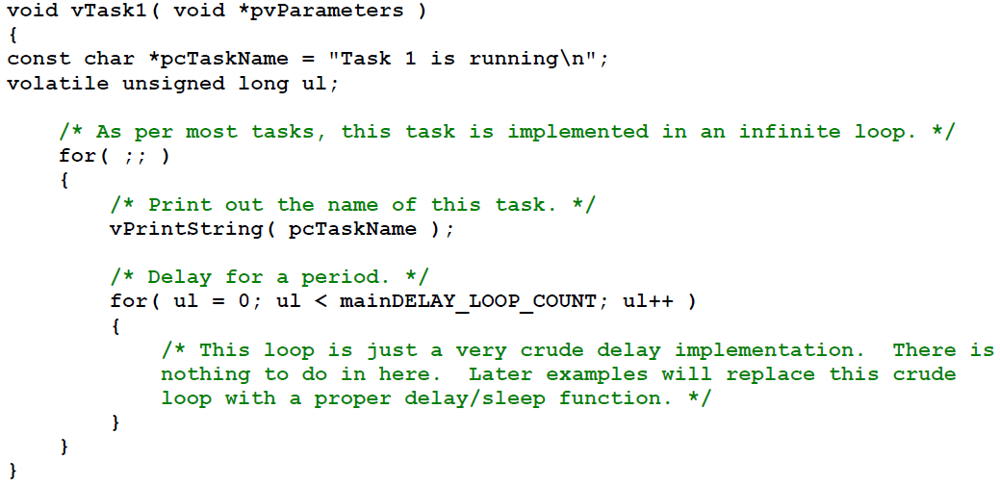 void vTask1( void *pvParameters )
{
const char *pcTaskName = "Task 1 is running\n";
volatile unsigned long ul;
/* As per most tasks, this task is implemented in an infinite loop. */
for( ;; )
{
/* Print out the name of this task. */
vPrintString( pcTaskName );
/* Delay for a period. */
for( ul = 0; ul < mainDELAY_LOOP_COUNT; ul++ )
{
/* This loop is just a very crude delay implementation.  There is
nothing to do in here.  Later examples will replace this crude
loop with a proper delay/sleep function. */
}
}
}